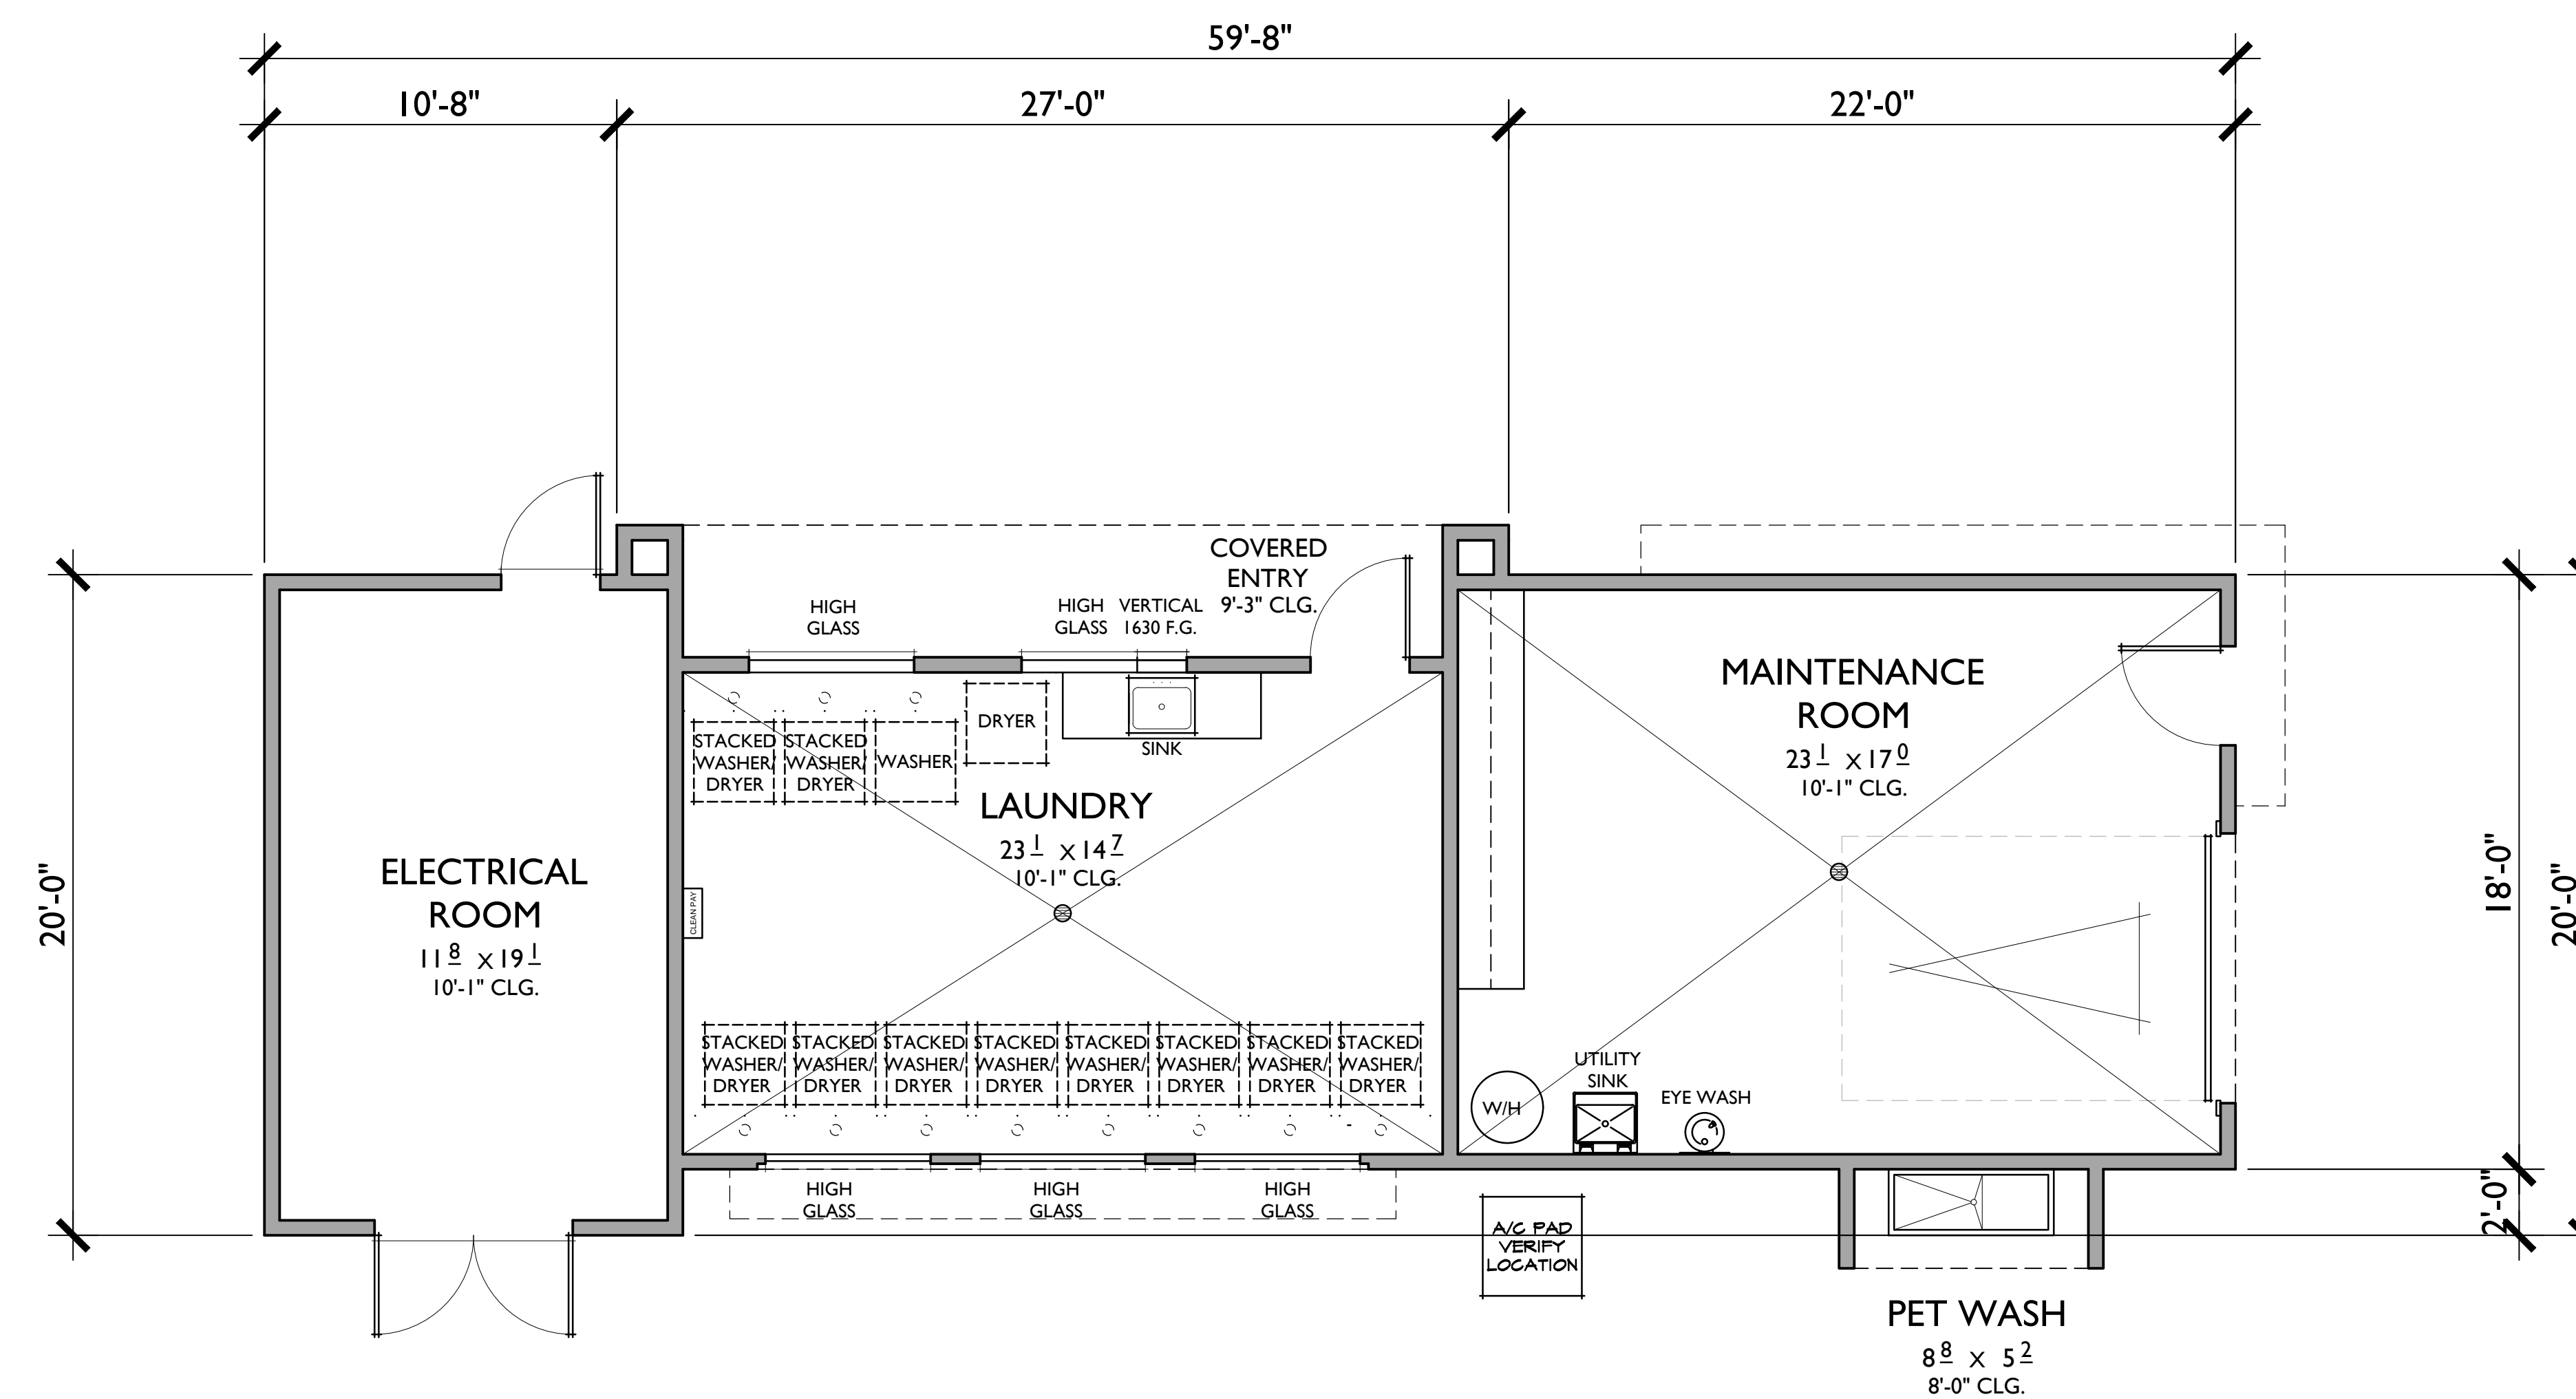 59'-8"
10'-8"
27'-0"
22'-0"
COVERED
ENTRY
9'-3" CLG.
HIGH
GLASS
HIGH
GLASS
VERTICAL
1630 F.G.
STACKED
WASHER/
DRYER
STACKED
WASHER/
DRYER
WASHER
DRYER
SINK
LAUNDRY
23 1 X 14 7
10'-1" CLG.
CLEAN PAY
ELECTRICAL
ROOM
11 8 X 19 1
10'-1" CLG.
20'-0"
MAINTENANCE
ROOM
23 1 X 17 0
10'-1" CLG.
18'-0"
20'-0"
2'-0"
STACKED
WASHER/
DRYER
STACKED
WASHER/
DRYER
STACKED
WASHER/
DRYER
STACKED
WASHER/
DRYER
STACKED
WASHER/
DRYER
STACKED
WASHER/
DRYER
STACKED
WASHER/
DRYER
STACKED
WASHER/
DRYER
W/H
UTILITY
SINK
EYE WASH
HIGH
GLASS
HIGH
GLASS
HIGH
GLASS
A/C PAD
VERIFY
LOCATION
PET WASH
8 8 X 5 2
8'-0" CLG.